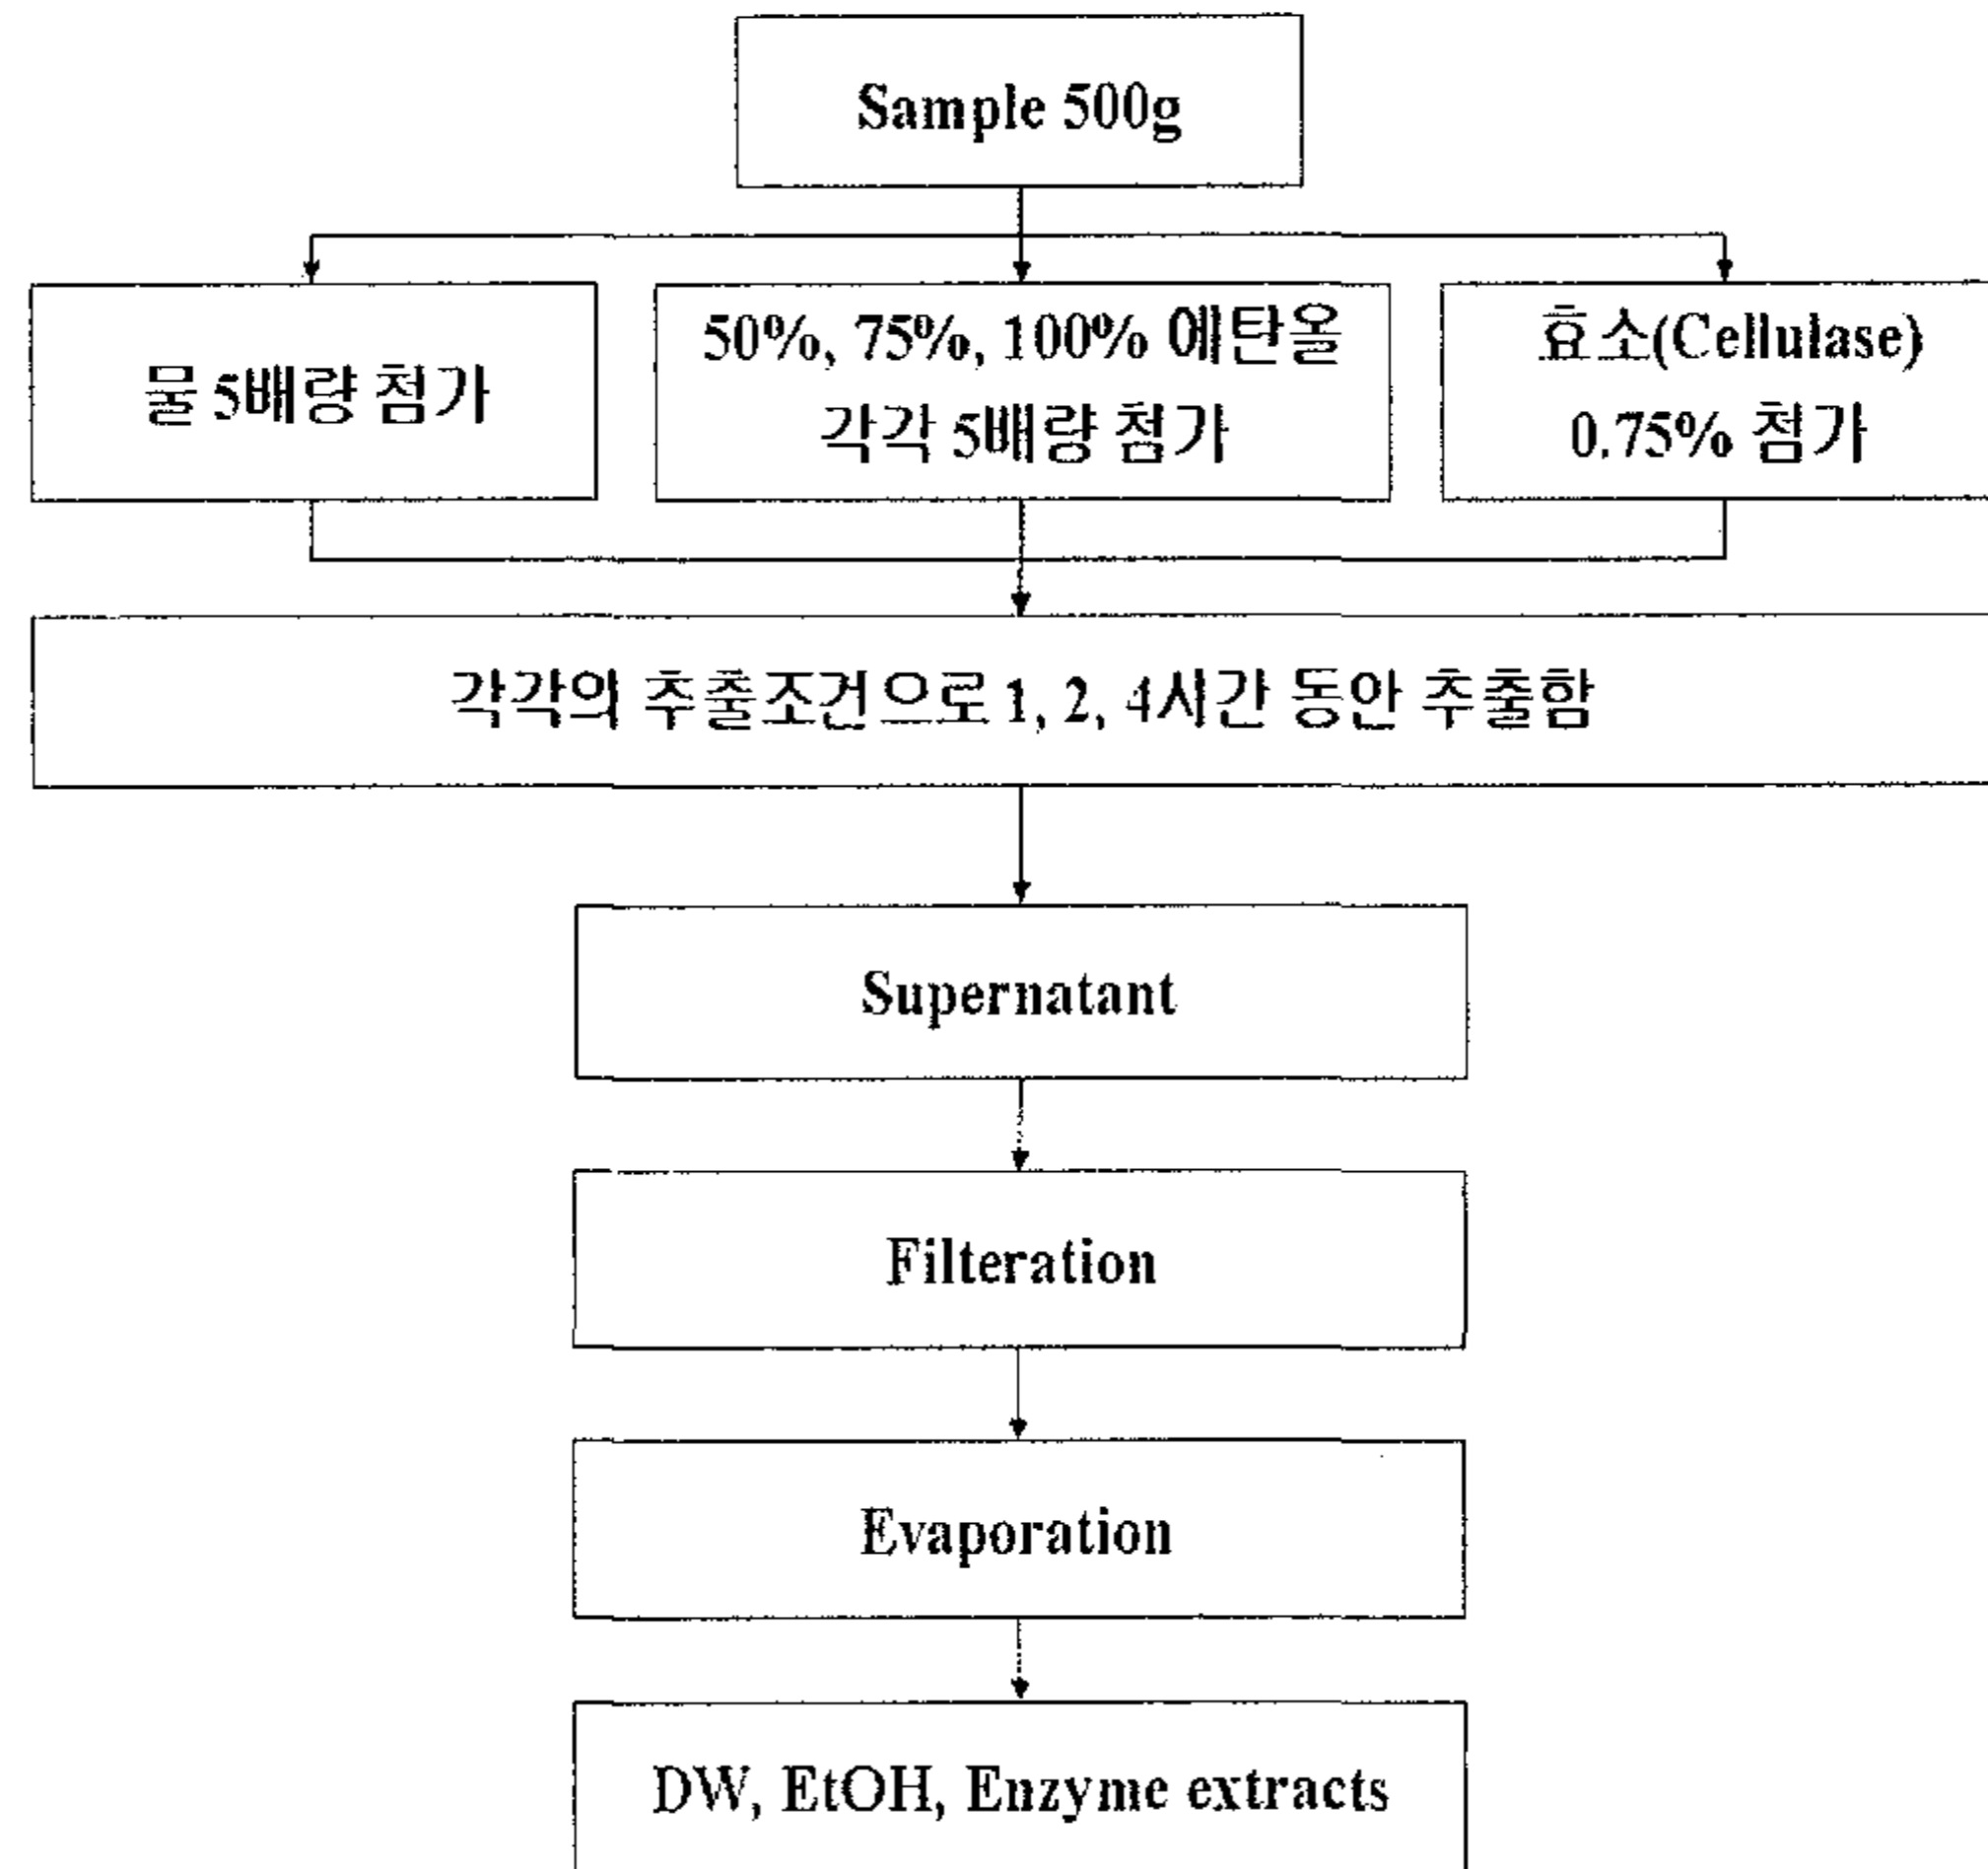 Sample 500g
물 5배량 첨가
50%, 75%, 100% 에탄올
각각 5배량 첨가
효소(Cellulase)
0.75% 첨가
각각의 추출조건으로 1, 2, 4시간 동안 추출함
Supernatant
Filteration
Evaporation
DW, EtOH, Enzyme extracts